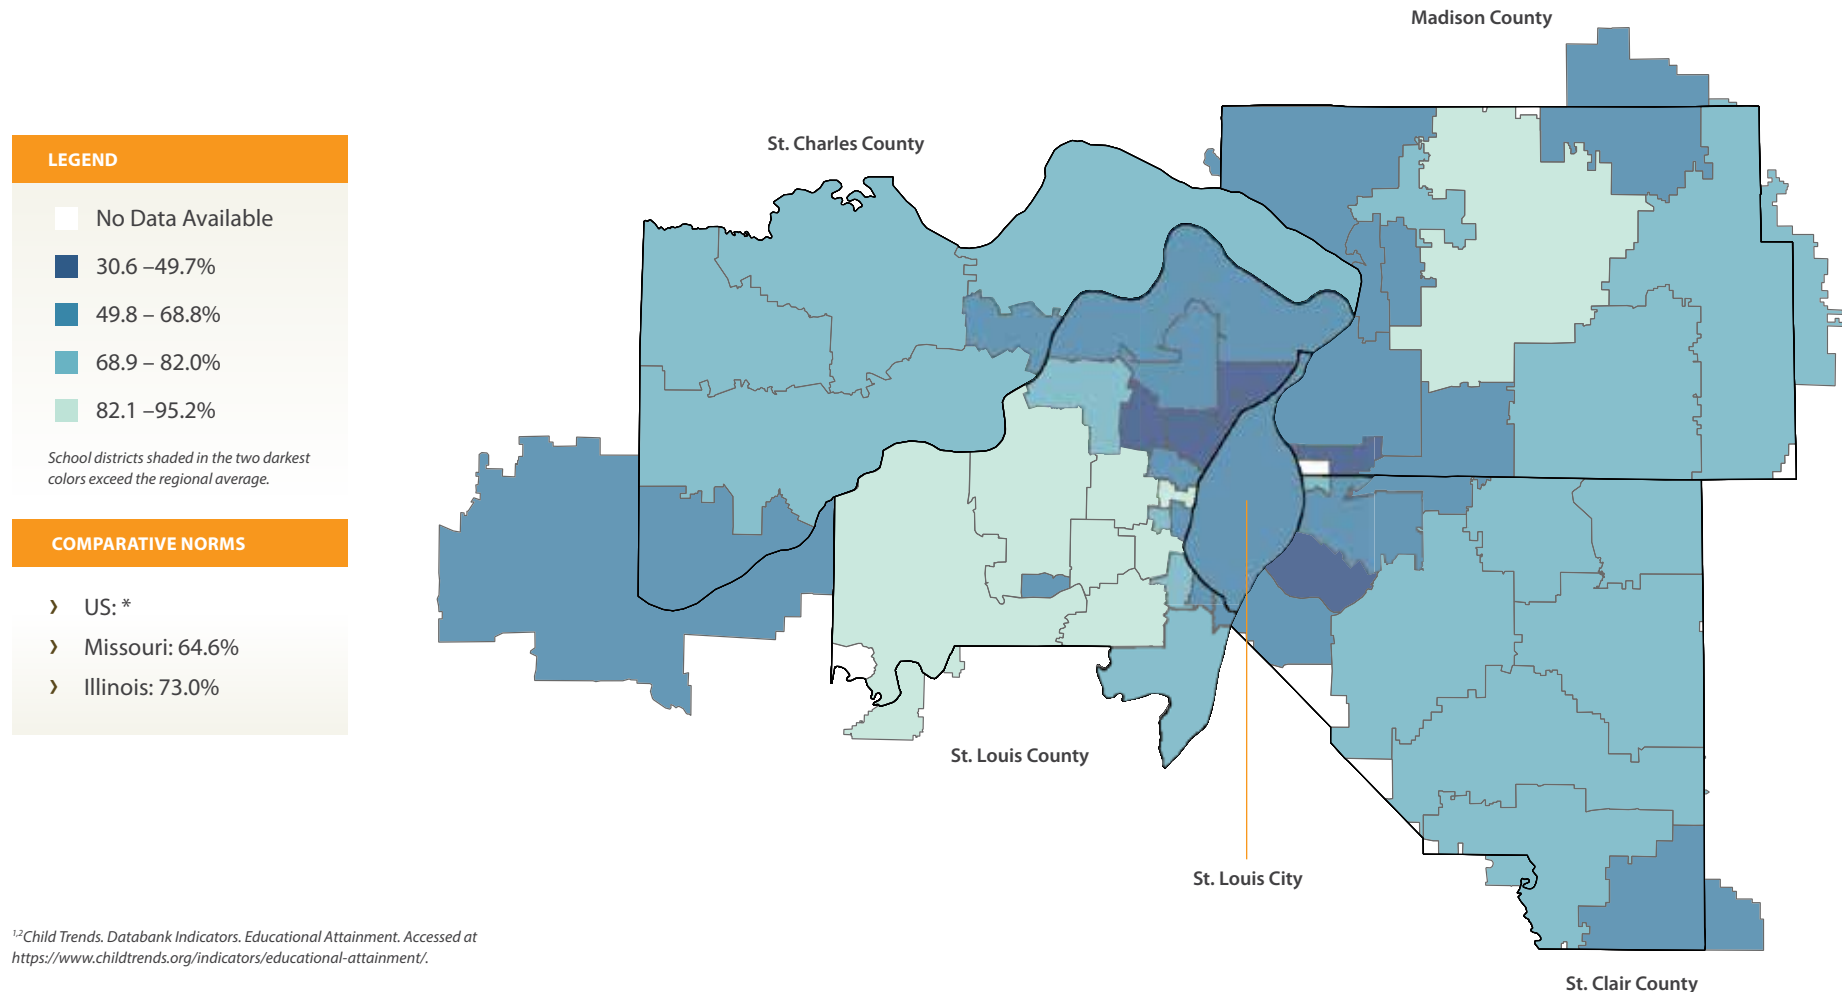 Madison County
St. Charles County
LEGEND
No Data Available
30.6 –49.7%
49.8 – 68.8%
68.9 – 82.0%
82.1 –95.2%
School districts shaded in the two darkest
colors exceed the regional average.
COMPARATIVE NORMS
› US: *
› Missouri: 64.6%
› Illinois: 73.0%
St. Louis County
St. Louis City
1,2Child Trends. Databank Indicators. Educational Attainment. Accessed at
https://www.childtrends.org/indicators/educational-attainment/.
St. Clair County